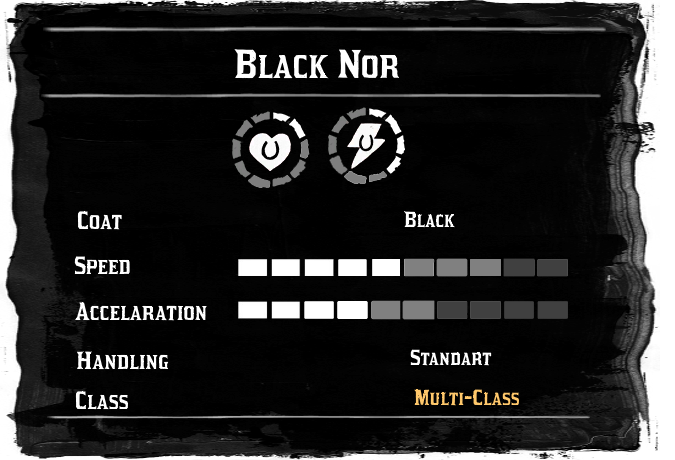 Black Nor
Coat Black
Speed
Accelaration
Handling Standart
Class Multi-Class